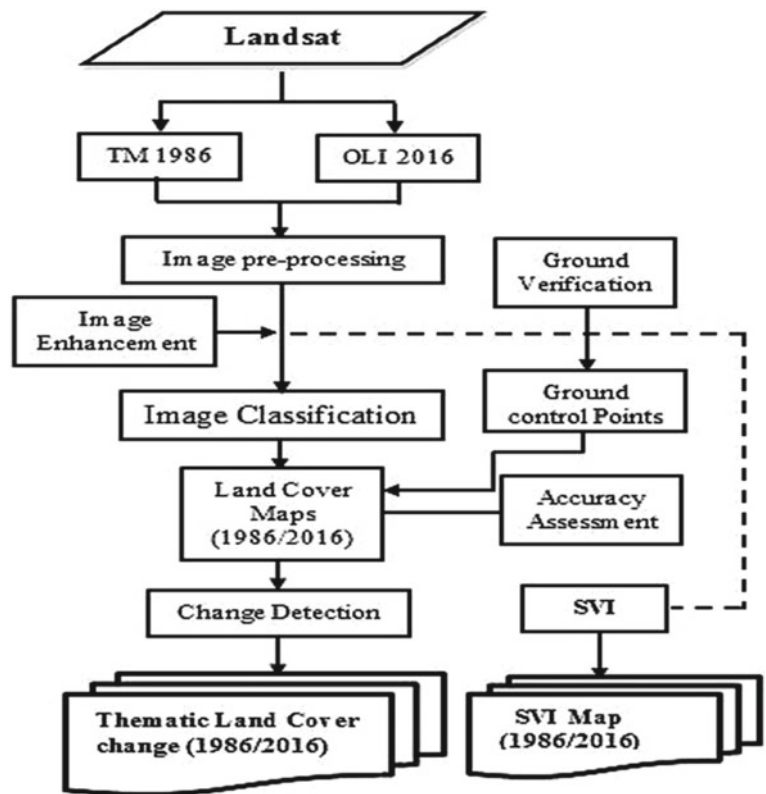 Landsat
TM 1986
OLI 2016
Image pre-processing
Ground
Verification
Image
Enhancement
Ground
control Points
Image Classification
Land Cover
Maps
(1986/2016)
Accuracy
Assessment
Change Detection
SVI
Thematic Land Cover
change (1986/2016)
SVI Map
(1986/2016)